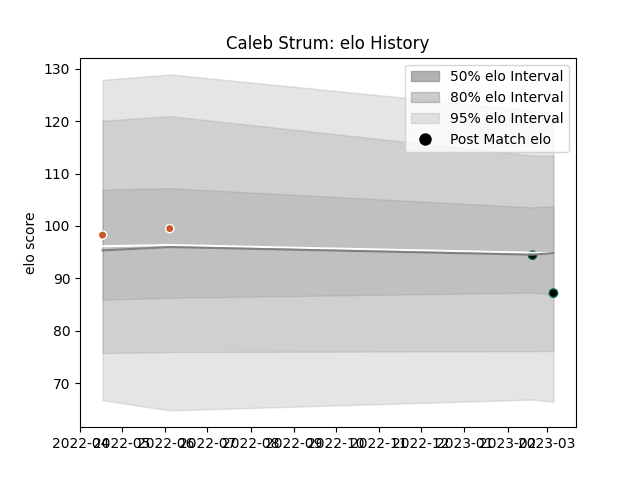 Caleb Strum: elo History
130
120
110
100
90
80
70
elo score
50% elo Interval
80% elo Interval
95% elo Interval
Post Match elo
2022-04 2022-05 2022-06 2022-07 2022-08 2022-09 2022-10 2022-11 2022-12 2023-01 2023-02 2023-03